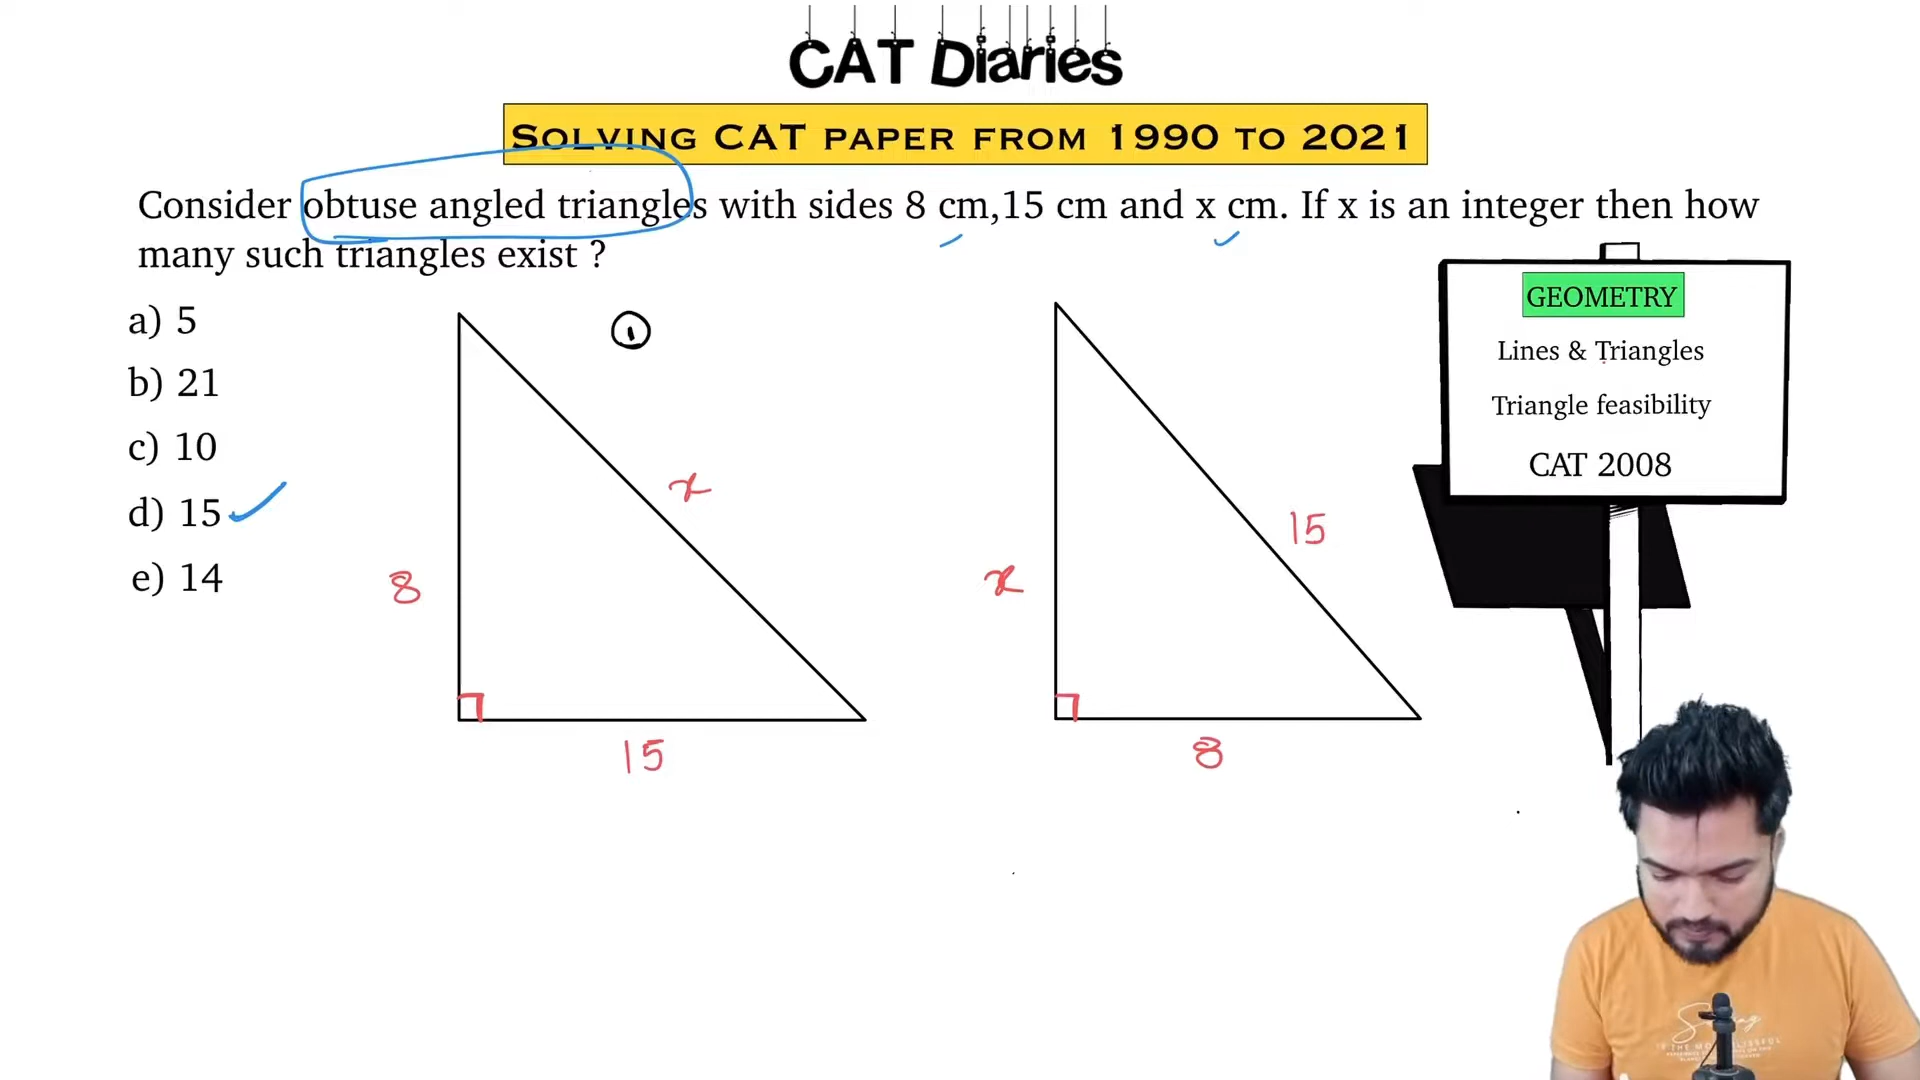 CAT Diaries
SOLVING CAT PAPER FROM 1990 TO 2021
Consider obtuse angled triangles with sides 8 cm,15 cm and x cm. If x is an integer then how
many such triangles exist ?
a) 5
b) 21
c) 10
d) 15
e) 14
1
x
8
15
x
15
8
GEOMETRY
Lines & Triangles
Triangle feasibility
CAT 2008